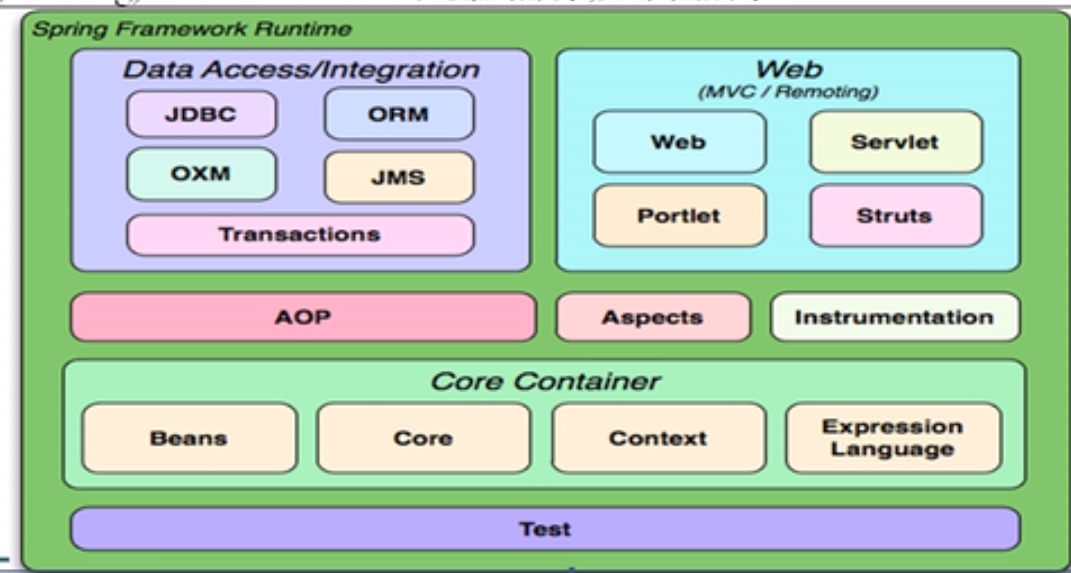 Spring Framework Runtime
Data Access/Integration
JDBC
ORM
OXM
JMS
Transactions
Web
(MVC / Remoting)
Web
Servlet
Portlet
Struts
AOP
Aspects
Instrumentation
Core Container
Beans
Core
Context
Expression
Language
Test